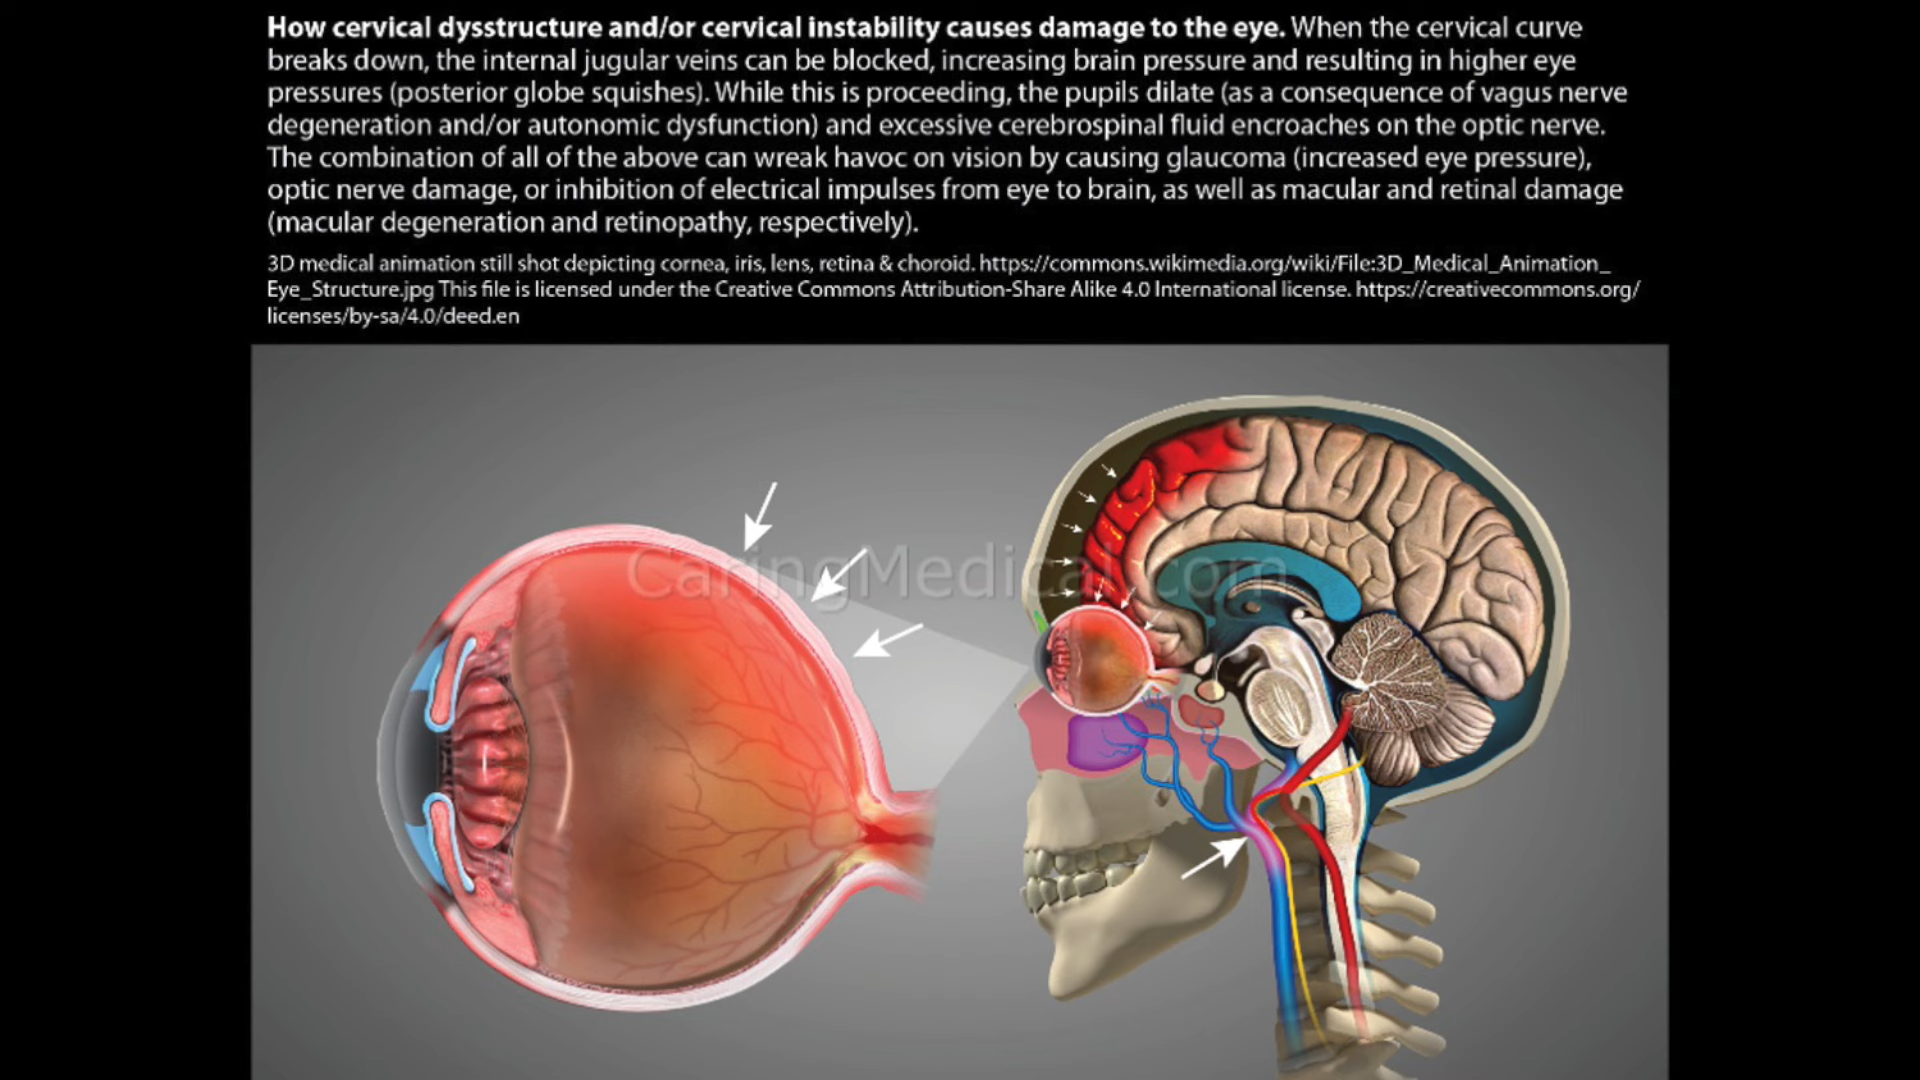 How cervical dysstructure and/or cervical instability causes damage to the eye. When the cervical curve
breaks down, the internal jugular veins can be blocked, increasing brain pressure and resulting in higher eye
pressures (posterior globe squishes). While this is proceeding, the pupils dilate (as a consequence of vagus nerve
degeneration and/or autonomic dysfunction) and excessive cerebrospinal fluid encroaches on the optic nerve.
The combination of all of the above can wreak havoc on vision by causing glaucoma (increased eye pressure),
optic nerve damage, or inhibition of electrical impulses from eye to brain, as well as macular and retinal damage
(macular degeneration and retinopathy, respectively).
3D medical animation still shot depicting cornea, iris, lens, retina & choroid. https://commons.wikimedia.org/wiki/File:3D_Medical_Animation_
Eye_Structure.jpg This file is licensed under the Creative Commons Attribution-Share Alike 4.0 International license. https://creativecommons.org/
licenses/by-sa/4.0/deed.en
CaringMedical.com